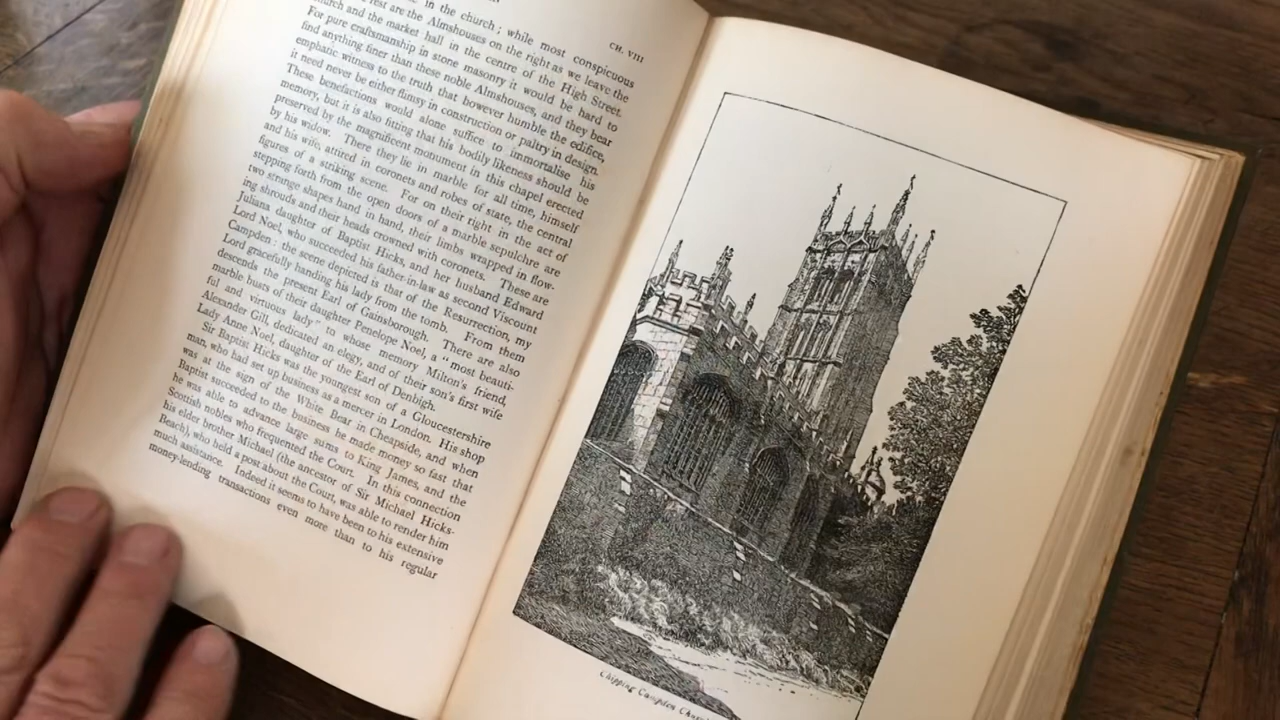 CH. VIII
in the church ; while most conspicuous
rest are the Almshouses on the right as we leave the
church and the market hall in the centre of the High Street.
For pure craftsmanship in stone masonry it would be hard to
find anything finer than these noble Almshouses, and they bear
emphatic witness to the truth that however humble the edifice,
it need never be either flimsy in construction or paltry in design.
These benefactions would alone suffice to immortalise his
memory, but it is also fitting that his bodily likeness should be
preserved by the magnificent monument in this chapel erected
by his widow. There they lie in marble for all time, himself
and his wife, attired in coronets and robes of state, the central
figures of a striking scene. For on their right in the act of
stepping forth from the open doors of a marble sepulchre are
two strange shapes hand in hand, their limbs wrapped in flow-
ing shrouds and their heads crowned with coronets. These are
Juliana daughter of Baptist Hicks, and her husband Edward
Lord Noel, who succeeded his father-in-law as second Viscount
Campden : the scene depicted is that of the Resurrection, my
Lord gracefully handing his lady from the tomb. From them
descends the present Earl of Gainsborough. There are also
marble busts of their daughter Penelope Noel, a “most beauti-
ful and virtuous lady” to whose memory Milton's friend,
Alexander Gill, dedicated an elegy, and of their son's first wife
Lady Anne Noel, daughter of the Earl of Denbigh.
Sir Baptist Hicks was the youngest son of a Gloucestershire
man, who had set up business as a mercer in London. His shop
was at the sign of the White Bear in Cheapside, and when
Baptist succeeded to the business he made money so fast that
he was able to advance large sums to King James, and the
Scottish nobles who frequented the Court. In this connection
his elder brother Michael (the ancestor of Sir Michael Hicks-
Beach), who held a post about the Court, was able to render him
much assistance. Indeed it seems to have been to his extensive
money-lending transactions even more than to his regular
Chipping Campden Church